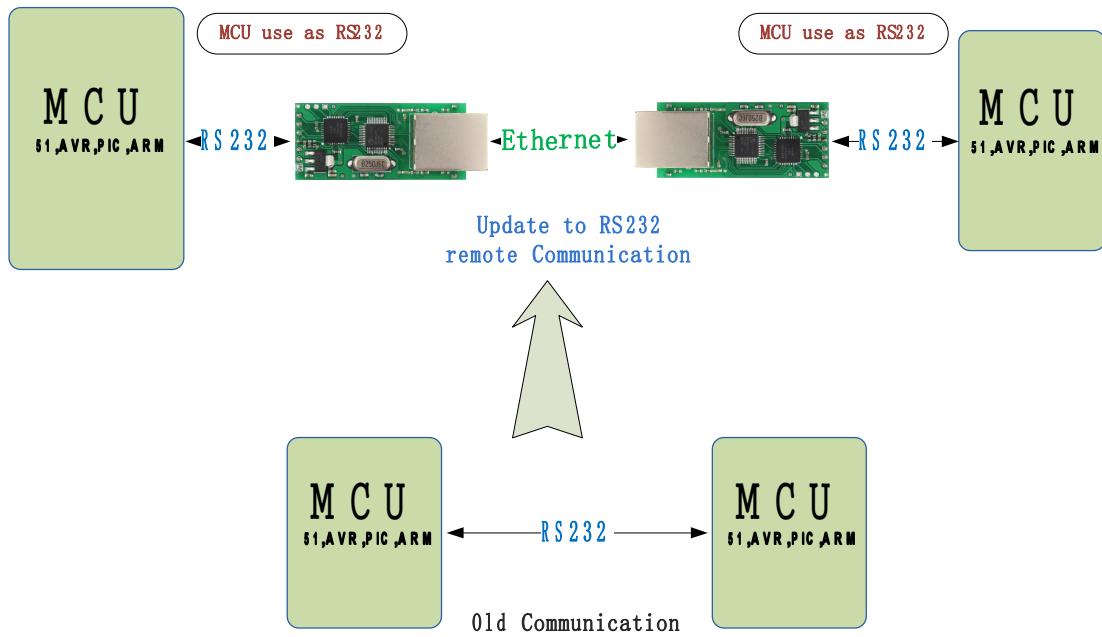 MCU use as RS232
MCU use as RS232
MCU
51,AVR,PIC,ARM
RS232
Ethernet
RS232
MCU
51,AVR,PIC,ARM
Update to RS232
remote Communication
MCU
51,AVR,PIC,ARM
RS232
MCU
51,AVR,PIC,ARM
Old Communication